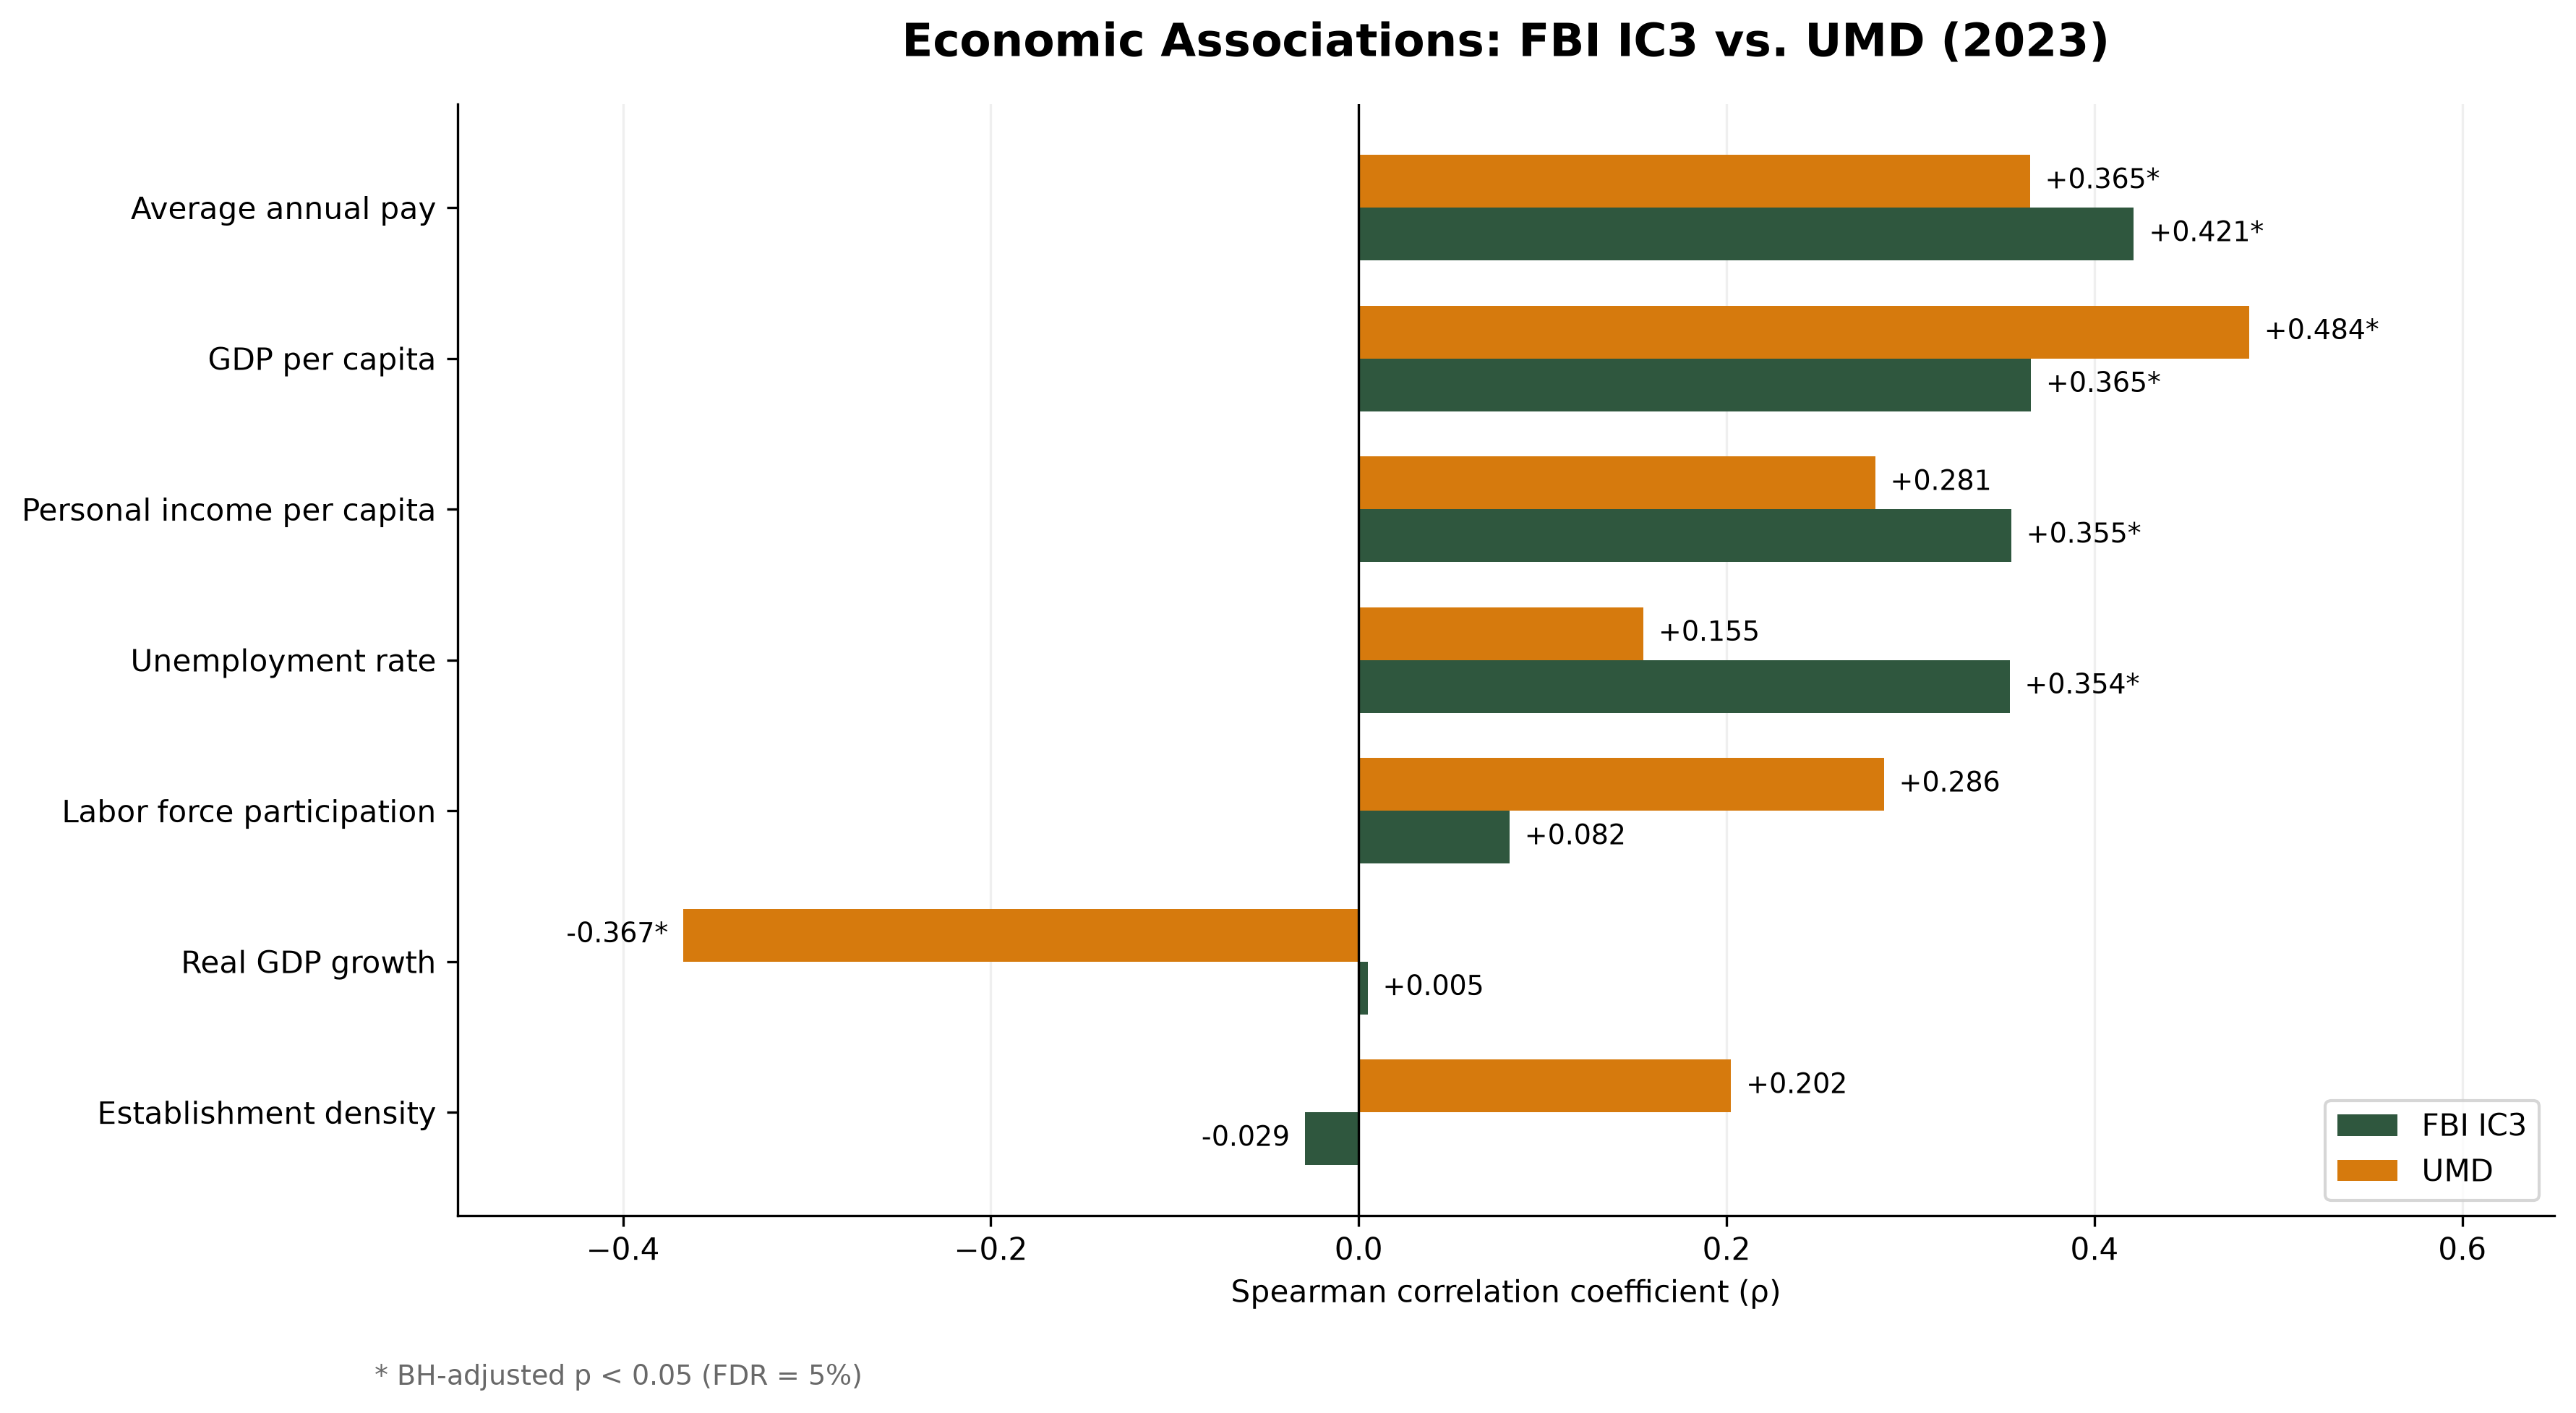 Economic Associations: FBI IC3 vs. UMD (2023)
Average annual pay
+0.365*
+0.421*
GDP per capita
+0.484*
+0.365*
Personal income per capita
+0.281
+0.355*
Unemployment rate
+0.155
+0.354*
Labor force participation
+0.286
+0.082
Real GDP growth
-0.367*
+0.005
Establishment density
+0.202
-0.029
FBI IC3
UMD
−0.4 −0.2 0.0 0.2 0.4 0.6
Spearman correlation coefficient (ρ)
* BH-adjusted p < 0.05 (FDR = 5%)